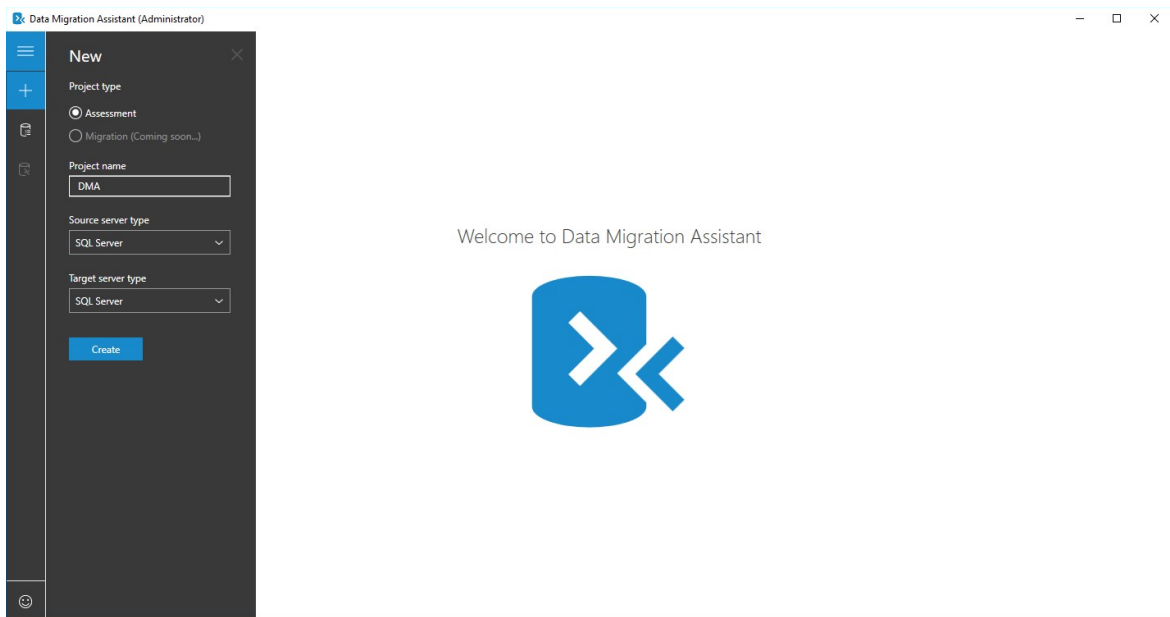 Data Migration Assistant (Administrator)
New
Project type
Assessment
Migration (Coming soon...)
Project name
DMA
Source server type
SQL Server
Target server type
SQL Server
Create
Welcome to Data Migration Assistant